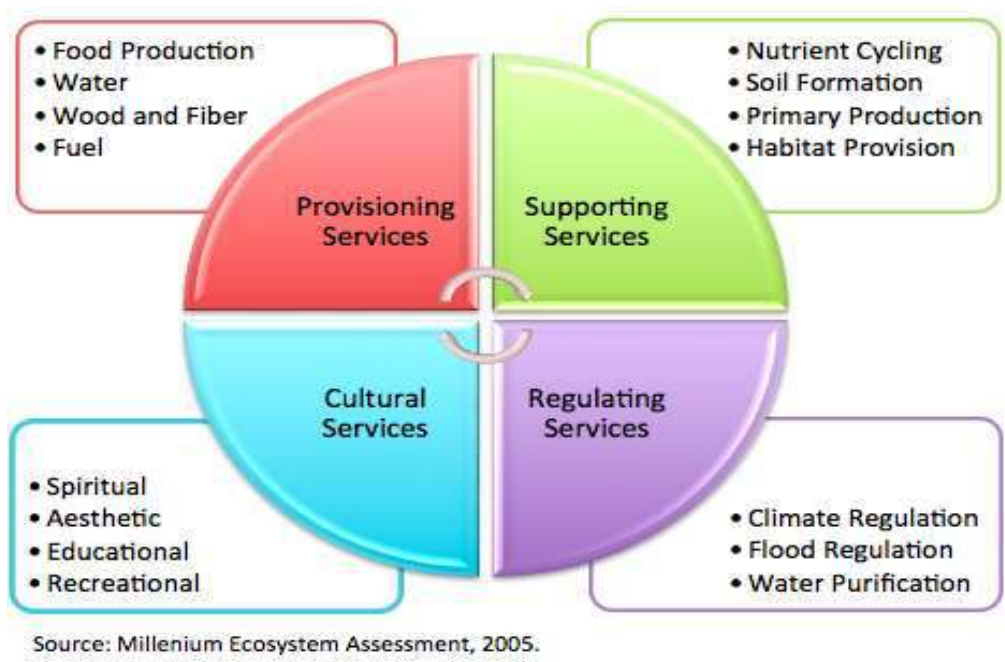 • Food Production
• Water
• Wood and Fiber
• Fuel
• Nutrient Cycling
• Soil Formation
• Primary Production
• Habitat Provision
Provisioning
Services
Supporting
Services
Cultural
Services
Regulating
Services
• Spiritual
• Aesthetic
• Educational
• Recreational
• Climate Regulation
• Flood Regulation
• Water Purification
Source: Millenium Ecosystem Assessment, 2005.